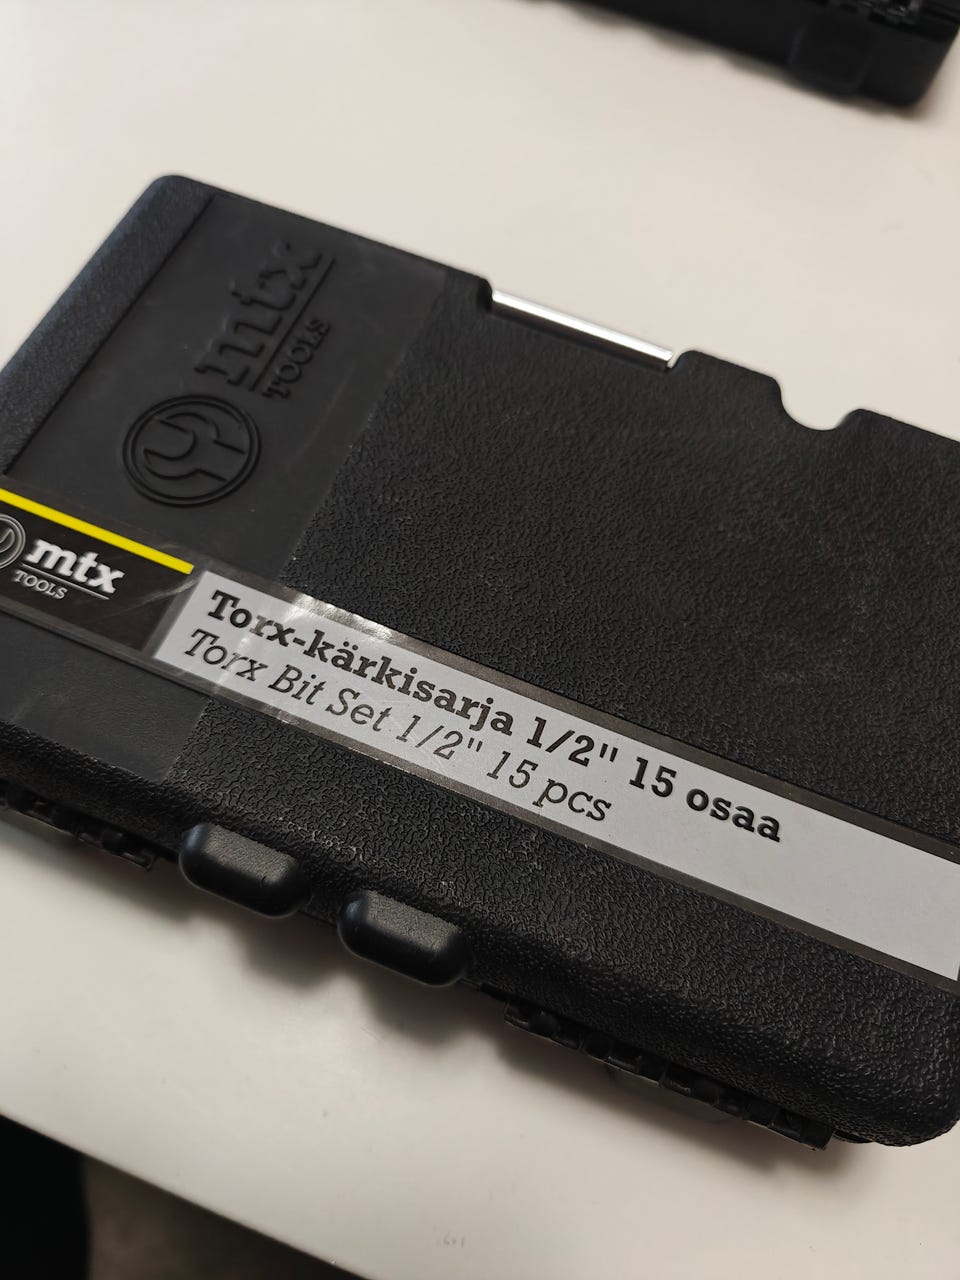 mtx
TOOLS
mtx
TOOLS
Torx-kärkisarja 1/2" 15 osaa
Torx Bit Set 1/2" 15 pcs